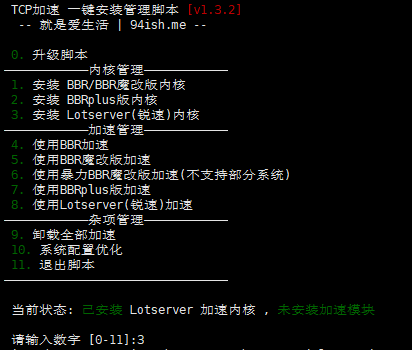 TCP加速 一键安装管理脚本 [v1.3.2]
-- 就是爱生活 | 94ish.me --
0. 升级脚本
————内核管理————
1. 安装 BBR/BBR魔改版内核
2. 安装 BBRplus版内核
3. 安装 Lotserver(锐速)内核
————加速管理————
4. 使用BBR加速
5. 使用BBR魔改版加速
6. 使用暴力BBR魔改版加速(不支持部分系统)
7. 使用BBRplus版加速
8. 使用Lotserver(锐速)加速
————杂项管理————
9. 卸载全部加速
10. 系统配置优化
11. 退出脚本
————————————————
当前状态: 已安装 Lotserver 加速内核 , 未安装加速模块
请输入数字 [0-11]:3